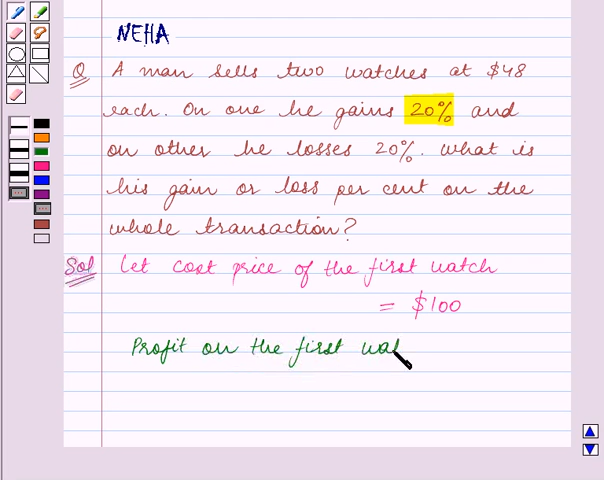 NEHA
Q A man sells two watches at $48
each. On one he gains 20% and
on other he losses 20%. What is
his gain or loss per cent on the
whole transaction?
Sol Let cost price of the first watch
= $100
Profit on the first wat